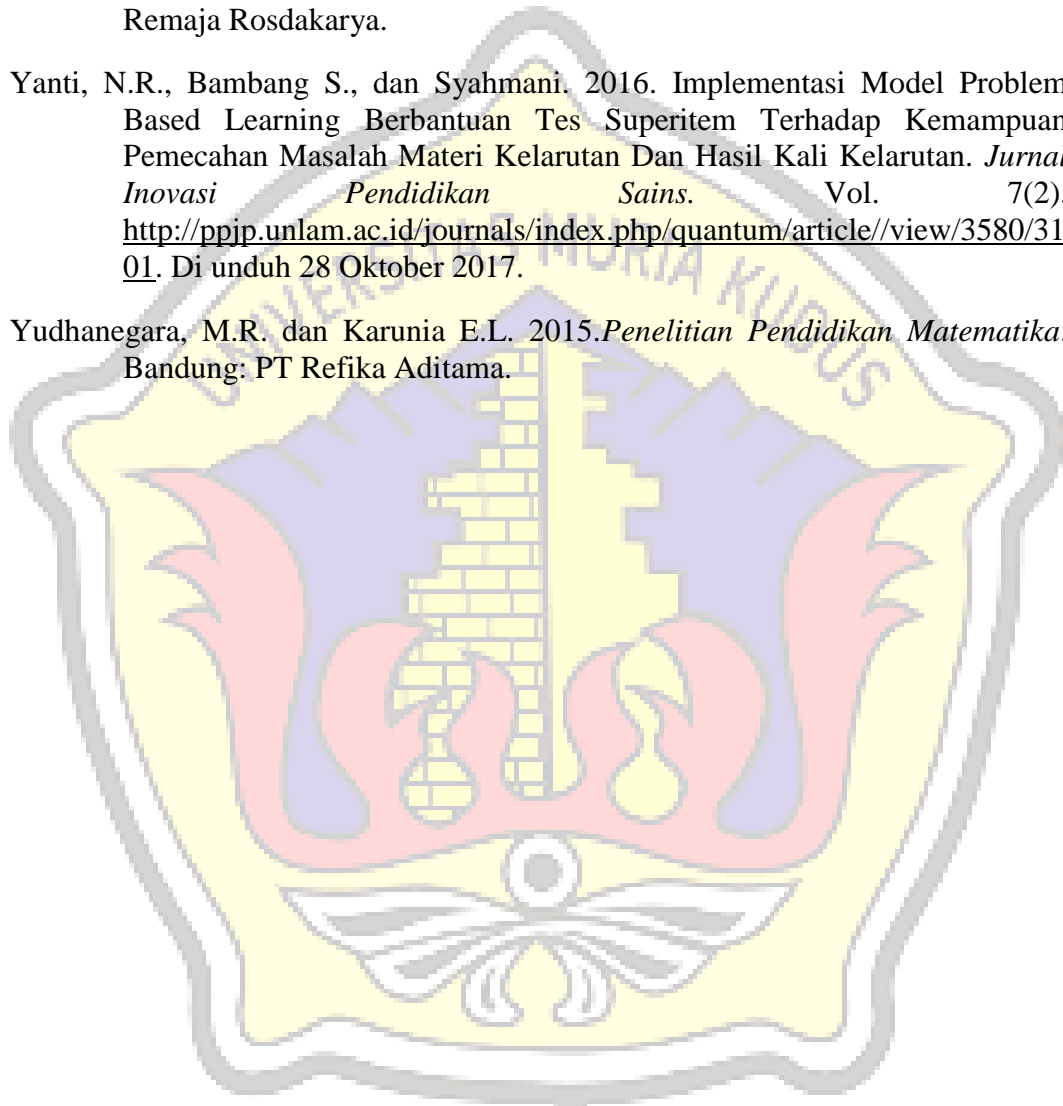 Remaja Rosdakarya.
Yanti, N.R., Bambang S., dan Syahmani. 2016. Implementasi Model Problem
Based Learning Berbantuan Tes Superitem Terhadap Kemampuan
Pemecahan Masalah Materi Kelarutan Dan Hasil Kali Kelarutan. Jurnal
Inovasi Pendidikan Sains. Vol. 7(2).
http://ppjp.unlam.ac.id/journals/index.php/quantum/article//view/3580/31
01. Di unduh 28 Oktober 2017.
Yudhanegara, M.R. dan Karunia E.L. 2015.Penelitian Pendidikan Matematika.
Bandung: PT Refika Aditama.
UNIVERSITAS MURIA KUDUS